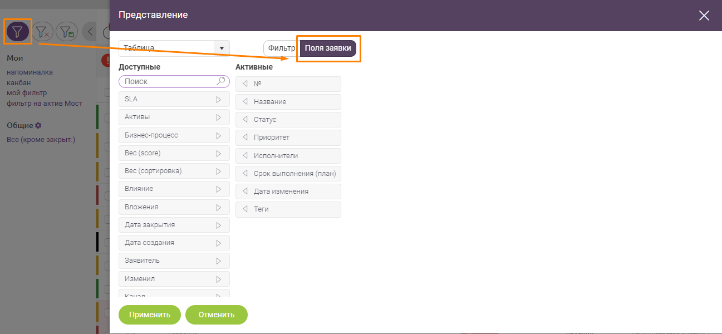 Представление
Таблица
Фильтр
Поля заявки
Мои
напоминалка
канбан
мой фильтр
фильтр на актив Мост
Общие
Все (кроме закрыт.)
Доступные
Поиск
SLA
Активы
Бизнес-процесс
Вес (score)
Вес (сортировка)
Влияние
Вложения
Дата закрытия
Дата создания
Заявитель
Изменил
Канал
Активные
№
Название
Статус
Приоритет
Исполнители
Срок выполнения (план)
Дата изменения
Теги
Применить
Отменить